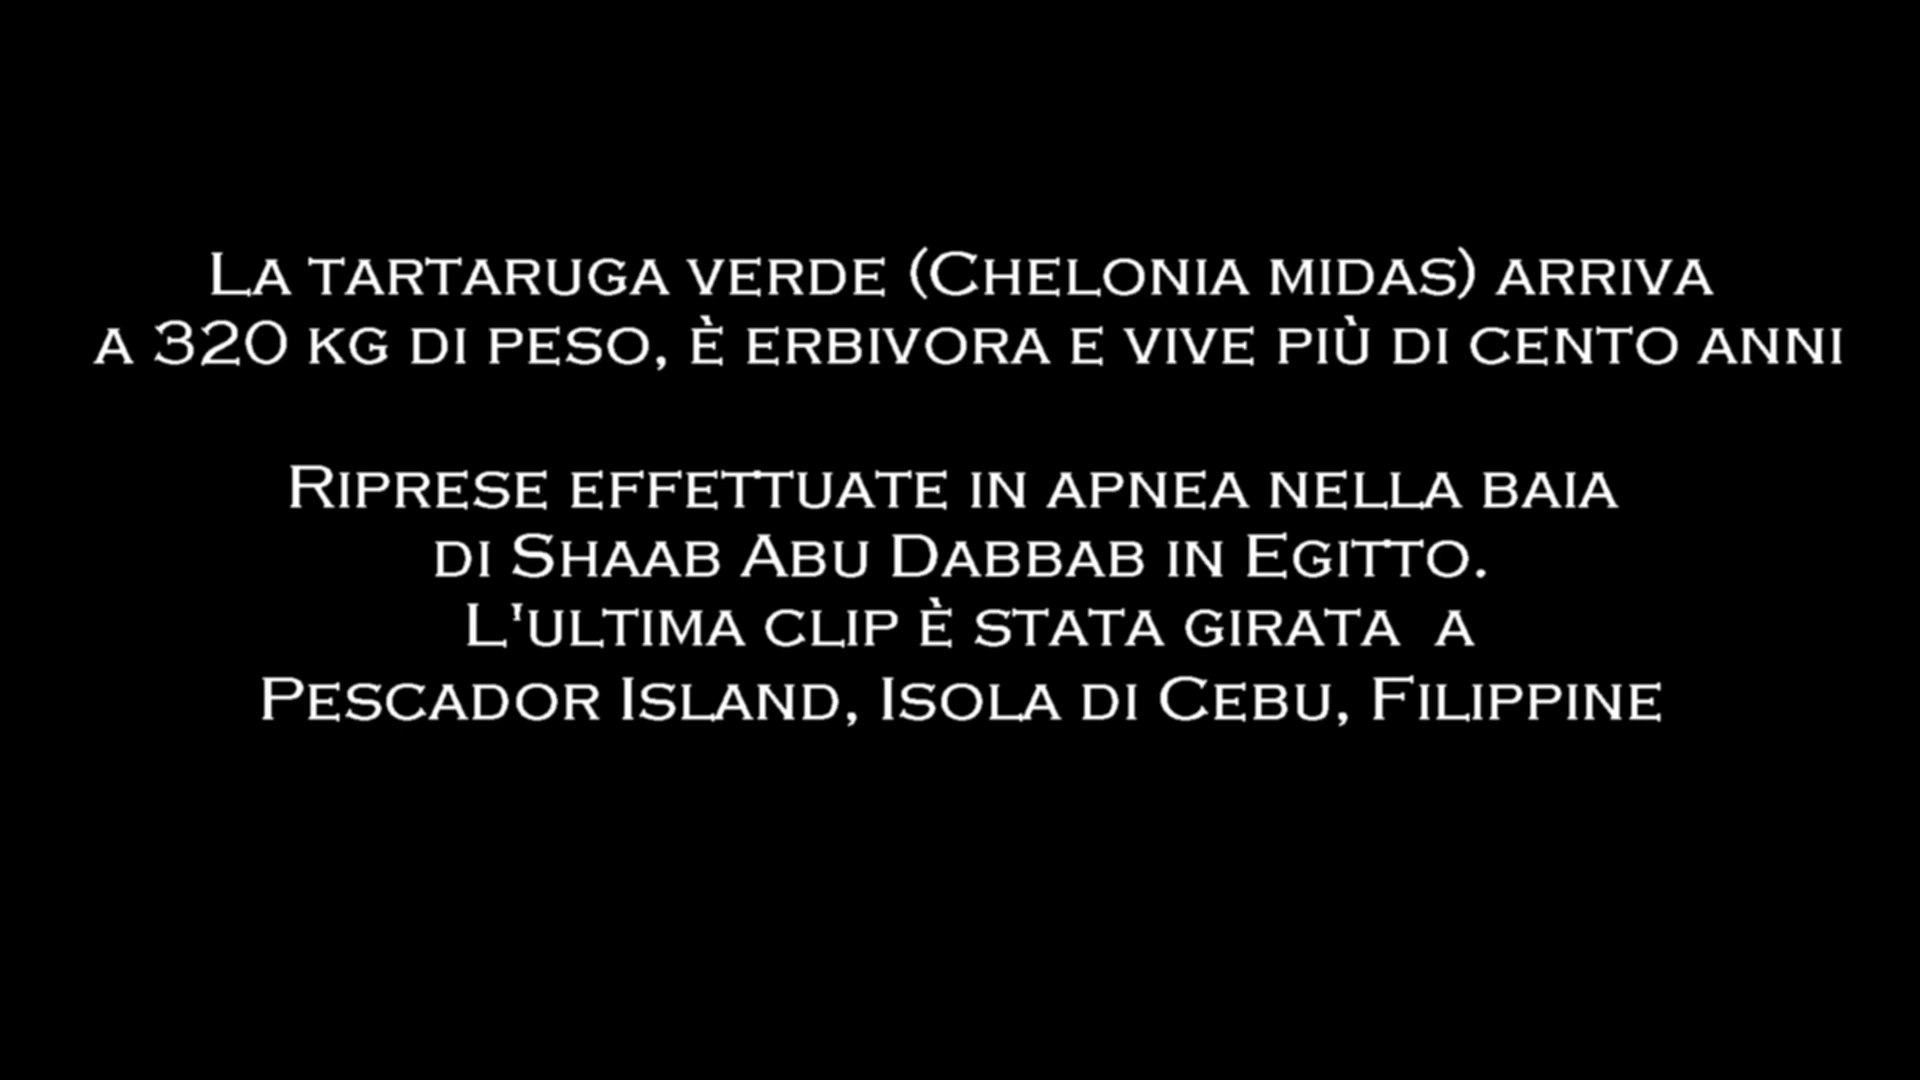 La tartaruga verde (Chelonia midas) arriva
a 320 kg di peso, è erbivora e vive più di cento anni
Riprese effettuate in apnea nella baia
di Shaab Abu Dabbab in Egitto.
L'ultima clip è stata girata  a
Pescador Island, Isola di Cebu, Filippine